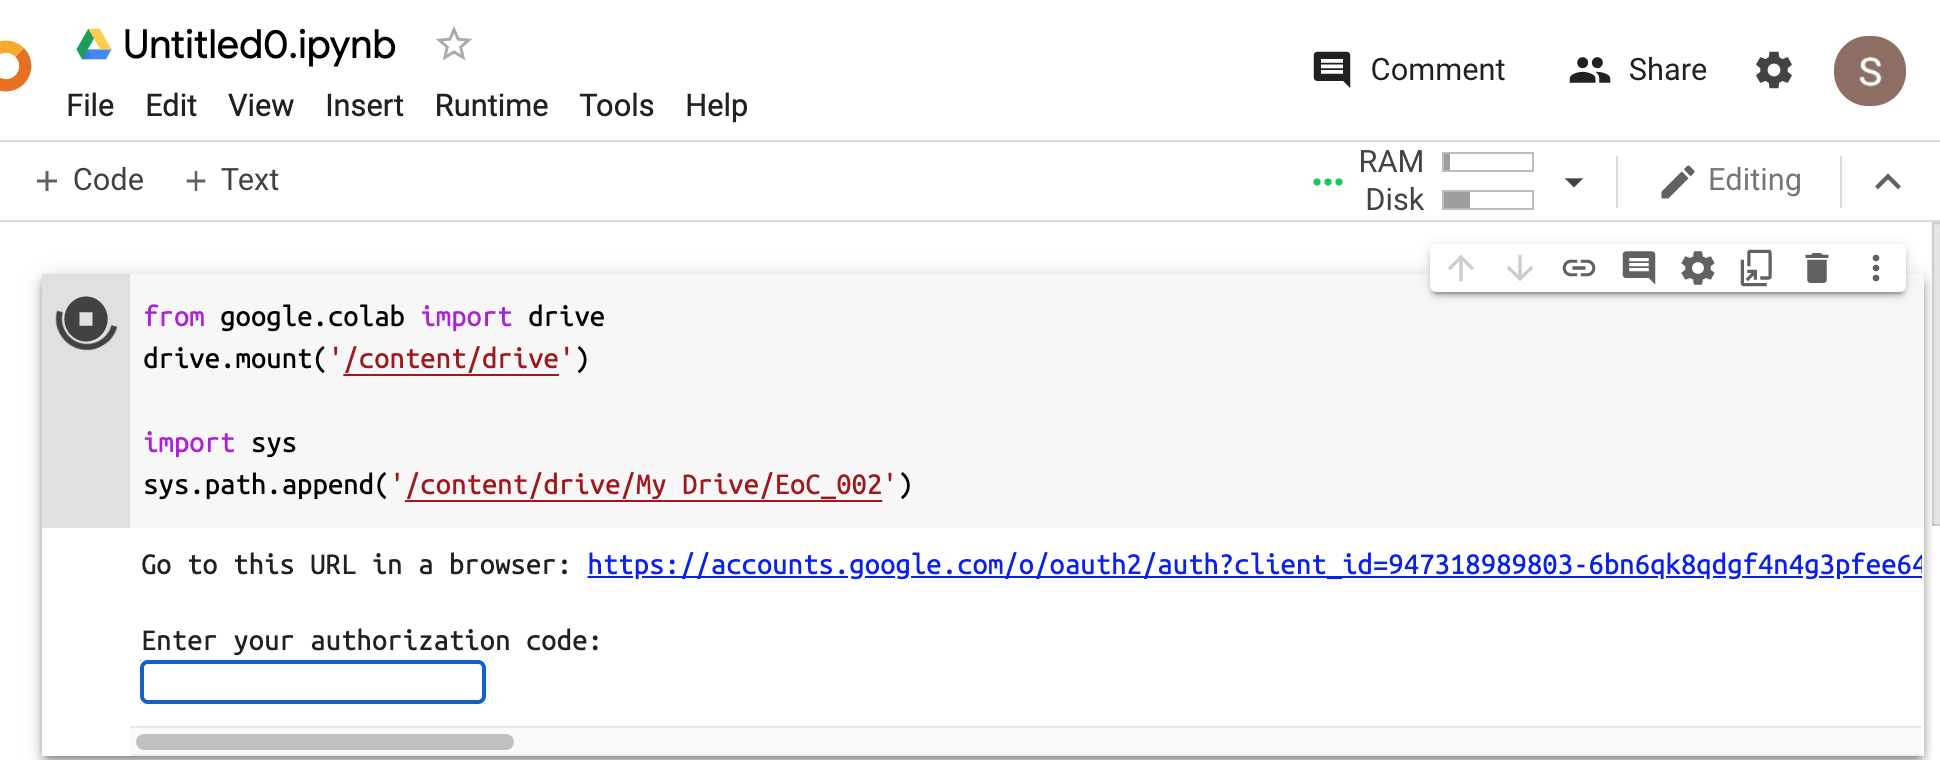 Untitled0.ipynb
Comment Share S
File Edit View Insert Runtime Tools Help
+ Code + Text
RAM
Disk
Editing
from google.colab import drive
drive.mount('/content/drive')
import sys
sys.path.append('/content/drive/My Drive/EoC_002')
Go to this URL in a browser: https://accounts.google.com/o/oauth2/auth?client_id=947318989803-6bn6qk8qdgf4n4g3pfee64
Enter your authorization code: